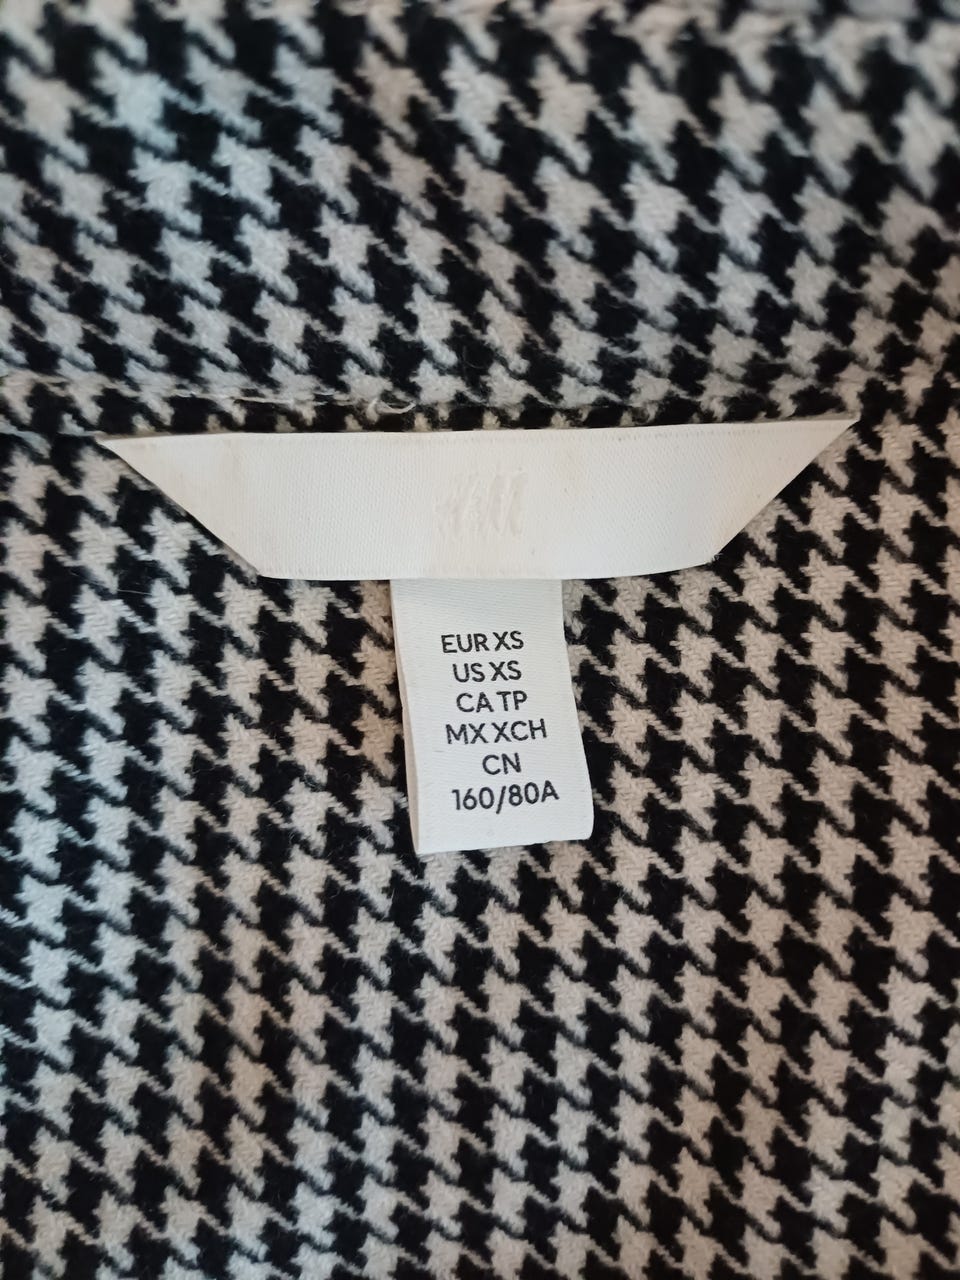 H&M
EUR XS
US XS
CA TP
MX XCH
CN
160/80A